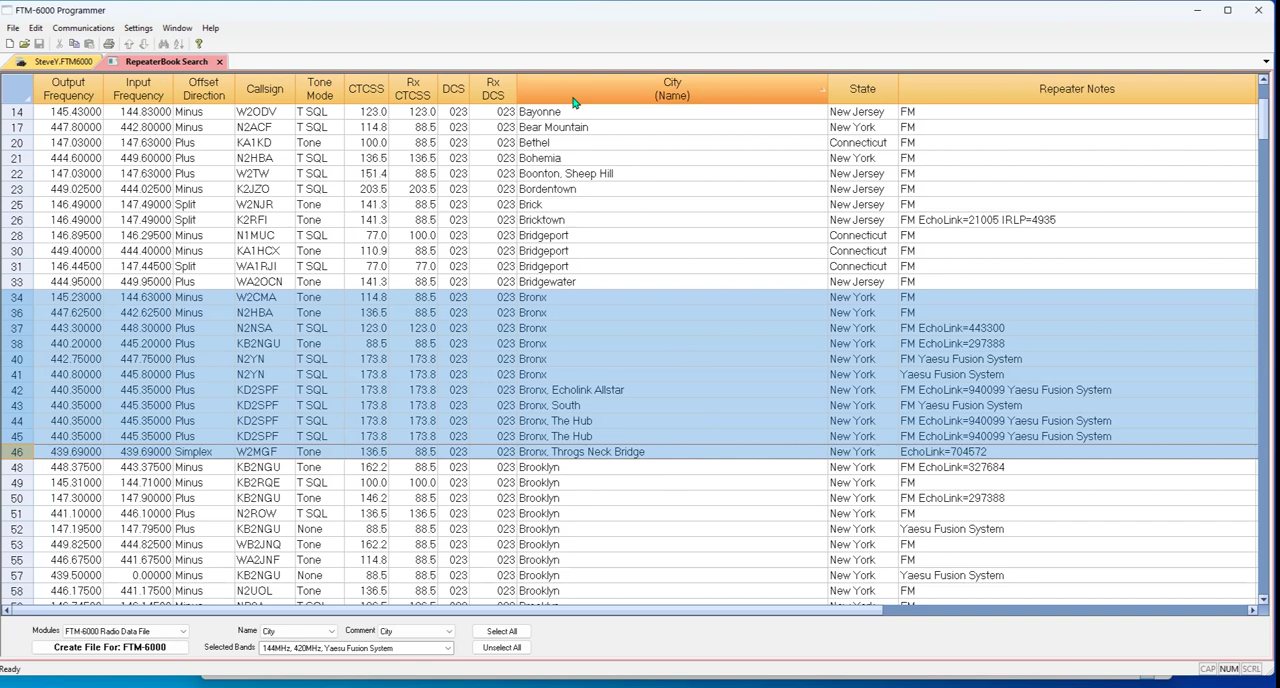 FTM-6000 Programmer
File Edit Communications Settings Window Help
SteveY.FTM6000 RepeaterBook Search
Output Frequency Input Frequency Offset Direction Callsign Tone Mode CTCSS Rx CTCSS DCS Rx DCS City (Name) State Repeater Notes
14 145.43000 144.83000 Minus W2ODV T SQL 123.0 123.0 023 023 Bayonne New Jersey FM
17 447.80000 442.80000 Minus N2ACF T SQL 114.8 88.5 023 023 Bear Mountain New York FM
20 147.03000 147.63000 Plus KA1KD Tone 100.0 88.5 023 023 Bethel Connecticut FM
21 444.60000 449.60000 Plus N2HBA T SQL 136.5 136.5 023 023 Bohemia New York FM
22 147.03000 147.63000 Plus W2TW T SQL 151.4 88.5 023 023 Boonton, Sheep Hill New Jersey FM
23 449.02500 444.02500 Minus K2JZO T SQL 203.5 203.5 023 023 Bordentown New Jersey FM
25 146.49000 147.49000 Split W2NJR T SQL 141.3 88.5 023 023 Brick New Jersey FM
26 146.49000 147.49000 Split K2RFI Tone 141.3 88.5 023 023 Bricktown New Jersey FM EchoLink=21005 IRLP=4935
28 146.89500 146.29500 Minus N1MUC T SQL 77.0 100.0 023 023 Bridgeport Connecticut FM
30 449.40000 444.40000 Minus KA1HCX Tone 110.9 88.5 023 023 Bridgeport Connecticut FM
31 146.44500 147.44500 Split WA1RJI T SQL 77.0 77.0 023 023 Bridgeport Connecticut FM
33 444.95000 449.95000 Plus WA2OCN Tone 141.3 88.5 023 023 Bridgewater New Jersey FM
34 145.23000 144.63000 Minus W2CMA Tone 114.8 88.5 023 023 Bronx New York FM
36 447.62500 442.62500 Minus N2HBA Tone 136.5 88.5 023 023 Bronx New York FM
37 443.30000 448.30000 Plus N2NSA T SQL 123.0 123.0 023 023 Bronx New York FM EchoLink=443300
38 440.20000 445.20000 Plus KB2NGU Tone 88.5 88.5 023 023 Bronx New York FM EchoLink=297388
40 442.75000 447.75000 Plus N2YN T SQL 173.8 173.8 023 023 Bronx New York FM Yaesu Fusion System
41 440.80000 445.80000 Plus N2YN T SQL 173.8 173.8 023 023 Bronx New York Yaesu Fusion System
42 440.35000 445.35000 Plus KD2SPF T SQL 173.8 173.8 023 023 Bronx, Echolink Allstar New York FM EchoLink=940099 Yaesu Fusion System
43 440.35000 445.35000 Plus KD2SPF T SQL 173.8 173.8 023 023 Bronx, South New York FM Yaesu Fusion System
44 440.35000 445.35000 Plus KD2SPF T SQL 173.8 173.8 023 023 Bronx, The Hub New York FM EchoLink=940099 Yaesu Fusion System
45 440.35000 445.35000 Plus KD2SPF T SQL 173.8 173.8 023 023 Bronx, The Hub New York FM EchoLink=940099 Yaesu Fusion System
46 439.69000 439.69000 Simplex W2MGF Tone 136.5 88.5 023 023 Bronx, Throgs Neck Bridge New York EchoLink=704572
48 448.37500 443.37500 Minus KB2NGU Tone 162.2 88.5 023 023 Brooklyn New York FM EchoLink=327684
49 145.31000 144.71000 Minus KB2RQE T SQL 100.0 100.0 023 023 Brooklyn New York FM
50 147.30000 147.90000 Plus KB2NGU Tone 146.2 88.5 023 023 Brooklyn New York FM EchoLink=297388
51 441.10000 446.10000 Plus N2ROW T SQL 136.5 136.5 023 023 Brooklyn New York FM
52 147.19500 147.79500 Plus KB2NGU None 88.5 88.5 023 023 Brooklyn New York Yaesu Fusion System
53 449.82500 444.82500 Minus WB2JNQ Tone 162.2 88.5 023 023 Brooklyn New York FM
55 446.67500 441.67500 Minus WA2JNF Tone 114.8 88.5 023 023 Brooklyn New York FM
57 439.50000 0.00000 Minus KB2NGU None 88.5 88.5 023 023 Brooklyn New York Yaesu Fusion System
58 446.17500 441.17500 Minus N2UOL Tone 136.5 88.5 023 023 Brooklyn New York FM
Modules FTM-6000 Radio Data File Name City Comment City Select All
Create File For: FTM-6000 Selected Bands 144MHz, 420MHz, Yaesu Fusion System Unselect All
Ready CAP NUM SCRL